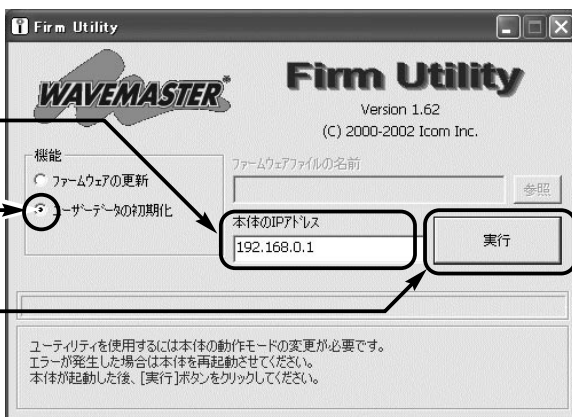 Firm Utility
WAVEMASTER®
Firm Utility
Version 1.62
(C) 2000-2002 Icom Inc.
機能
ファームウェアの更新
ユーザーデータの初期化
ファームウェアファイルの名前
参照
本体のIPアドレス
192.168.0.1
実行
ユーティリティを使用するには本体の動作モードの変更が必要です。
エラーが発生した場合は本体を再起動させてください。
本体が起動した後、[実行]ボタンをクリックしてください。